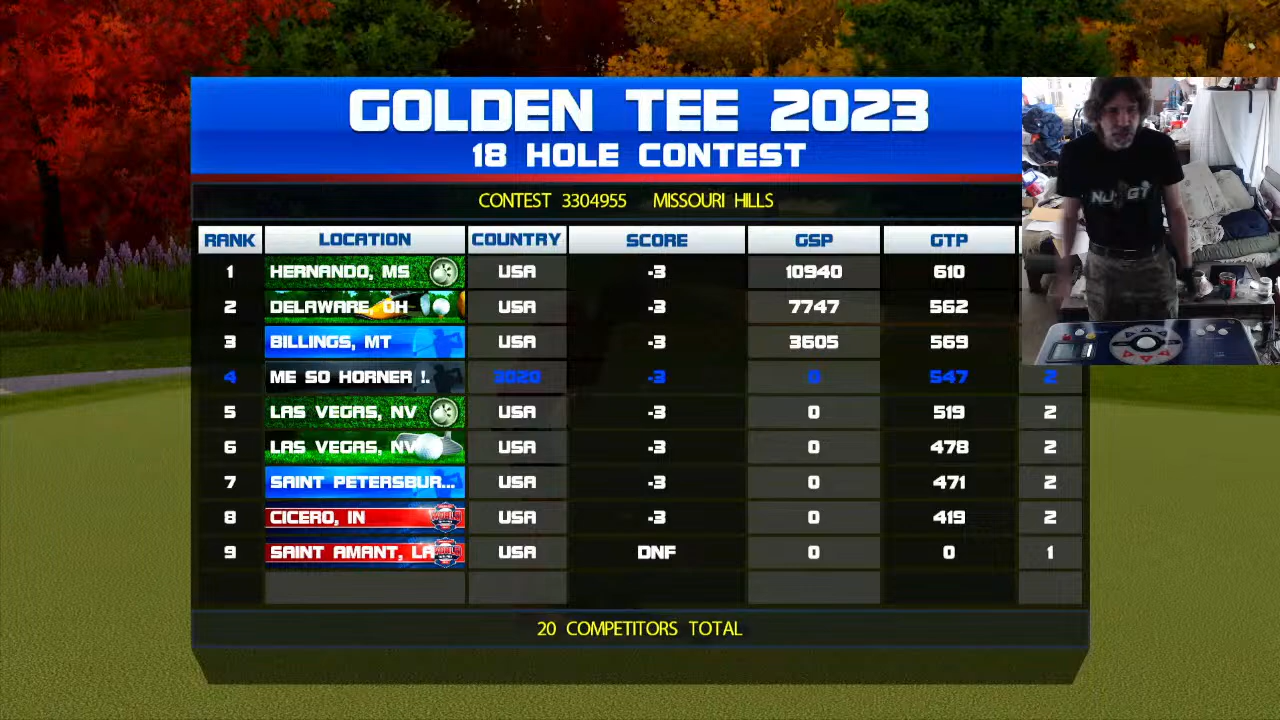 GOLDEN TEE 2023
18 HOLE CONTEST
CONTEST 3304955 MISSOURI HILLS
RANK LOCATION COUNTRY SCORE GSP GTP
1 HERNANDO, MS USA -3 10940 610
2 DELAWARE, OH USA -3 7747 562
3 BILLINGS, MT USA -3 3605 569
4 ME SO HORNER !. 3020 -3 0 547 2
5 LAS VEGAS, NV USA -3 0 519 2
6 LAS VEGAS, NV USA -3 0 478 2
7 SAINT PETERSBUR... USA -3 0 471 2
8 CICERO, IN USA -3 0 419 2
9 SAINT AMANT, LA USA DNF 0 0 1
20 COMPETITORS TOTAL